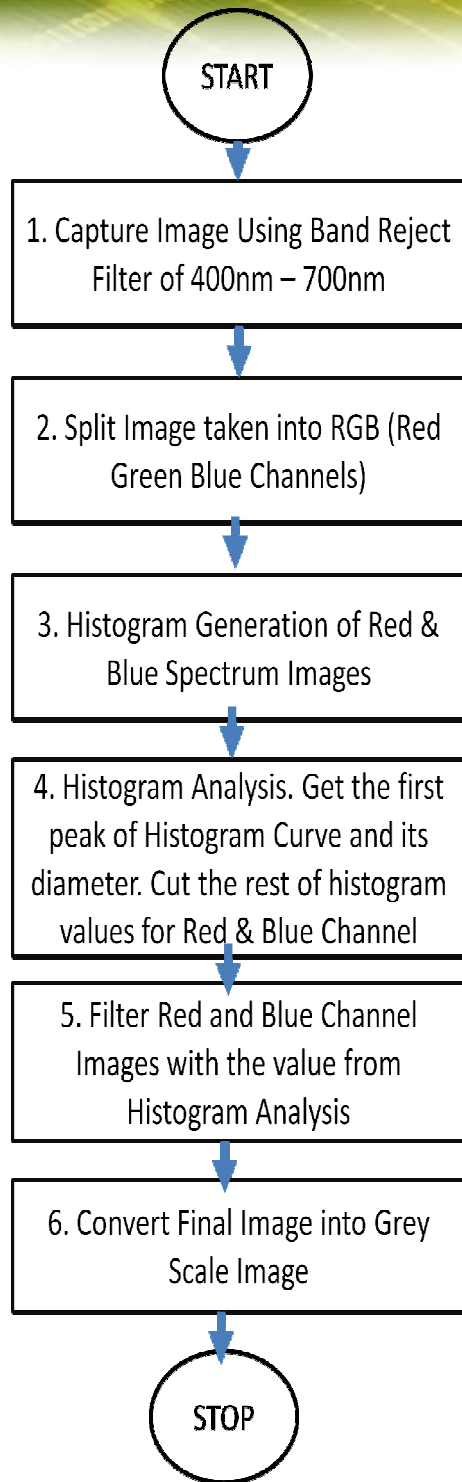 START
1. Capture Image Using Band Reject
Filter of 400nm – 700nm
2. Split Image taken into RGB (Red
Green Blue Channels)
3. Histogram Generation of Red &
Blue Spectrum Images
4. Histogram Analysis. Get the first
peak of Histogram Curve and its
diameter. Cut the rest of histogram
values for Red & Blue Channel
5. Filter Red and Blue Channel
Images with the value from
Histogram Analysis
6. Convert Final Image into Grey
Scale Image
STOP